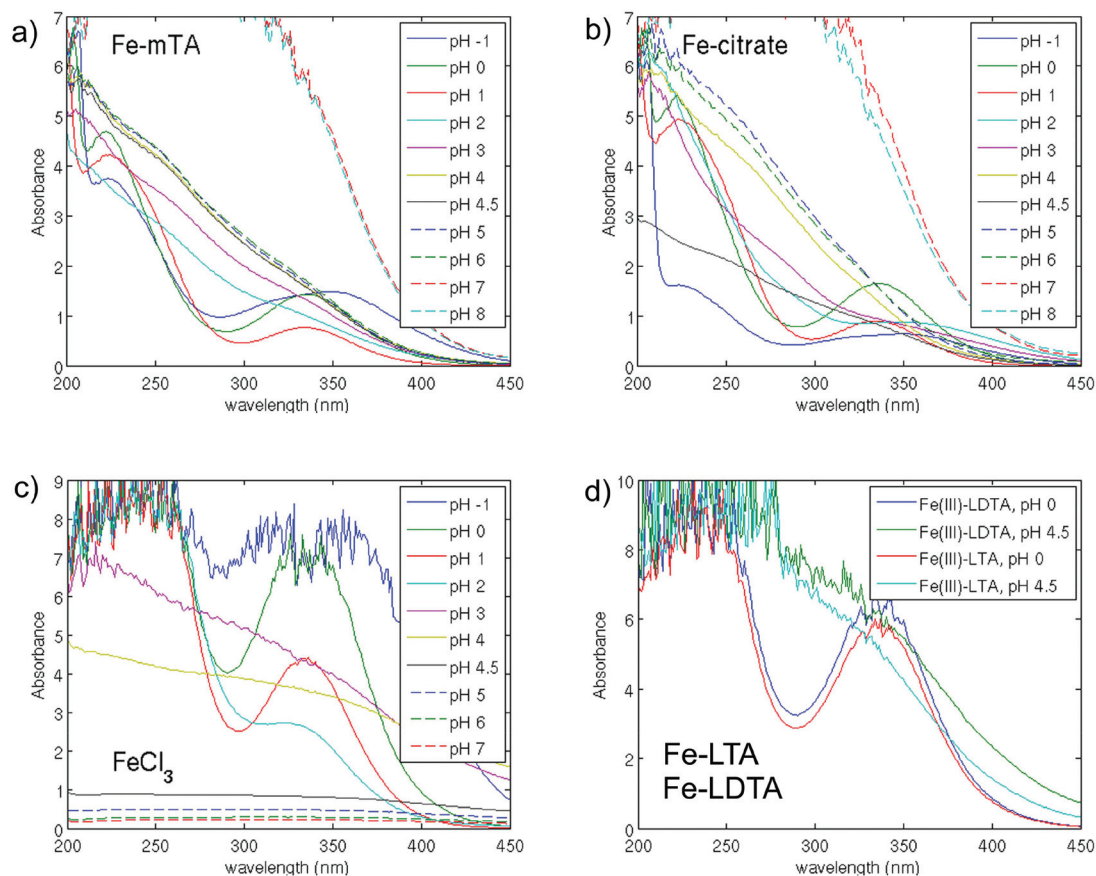 a)
Fe-mTA
Absorbance
7
6
5
4
3
2
1
0
200
250
300
350
400
450
wavelength (nm)
pH -1
pH 0
pH 1
pH 2
pH 3
pH 4
pH 4.5
pH 5
pH 6
pH 7
pH 8
b)
Fe-citrate
Absorbance
7
6
5
4
3
2
1
0
200
250
300
350
400
450
wavelength (nm)
pH -1
pH 0
pH 1
pH 2
pH 3
pH 4
pH 4.5
pH 5
pH 6
pH 7
pH 8
c)
FeCl₃
Absorbance
9
8
7
6
5
4
3
2
1
0
200
250
300
350
400
450
wavelength (nm)
pH -1
pH 0
pH 1
pH 2
pH 3
pH 4
pH 4.5
pH 5
pH 6
pH 7
d)
Absorbance
10
8
6
4
2
0
200
250
300
350
400
450
wavelength (nm)
Fe(III)-LDTA, pH 0
Fe(III)-LDTA, pH 4.5
Fe(III)-LTA, pH 0
Fe(III)-LTA, pH 4.5
Fe-LTA
Fe-LDTA